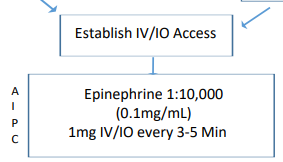 Establish IV/IO Access
A
I
P
C
Epinephrine 1:10,000
(0.1mg/mL)
1mg IV/IO every 3-5 Min